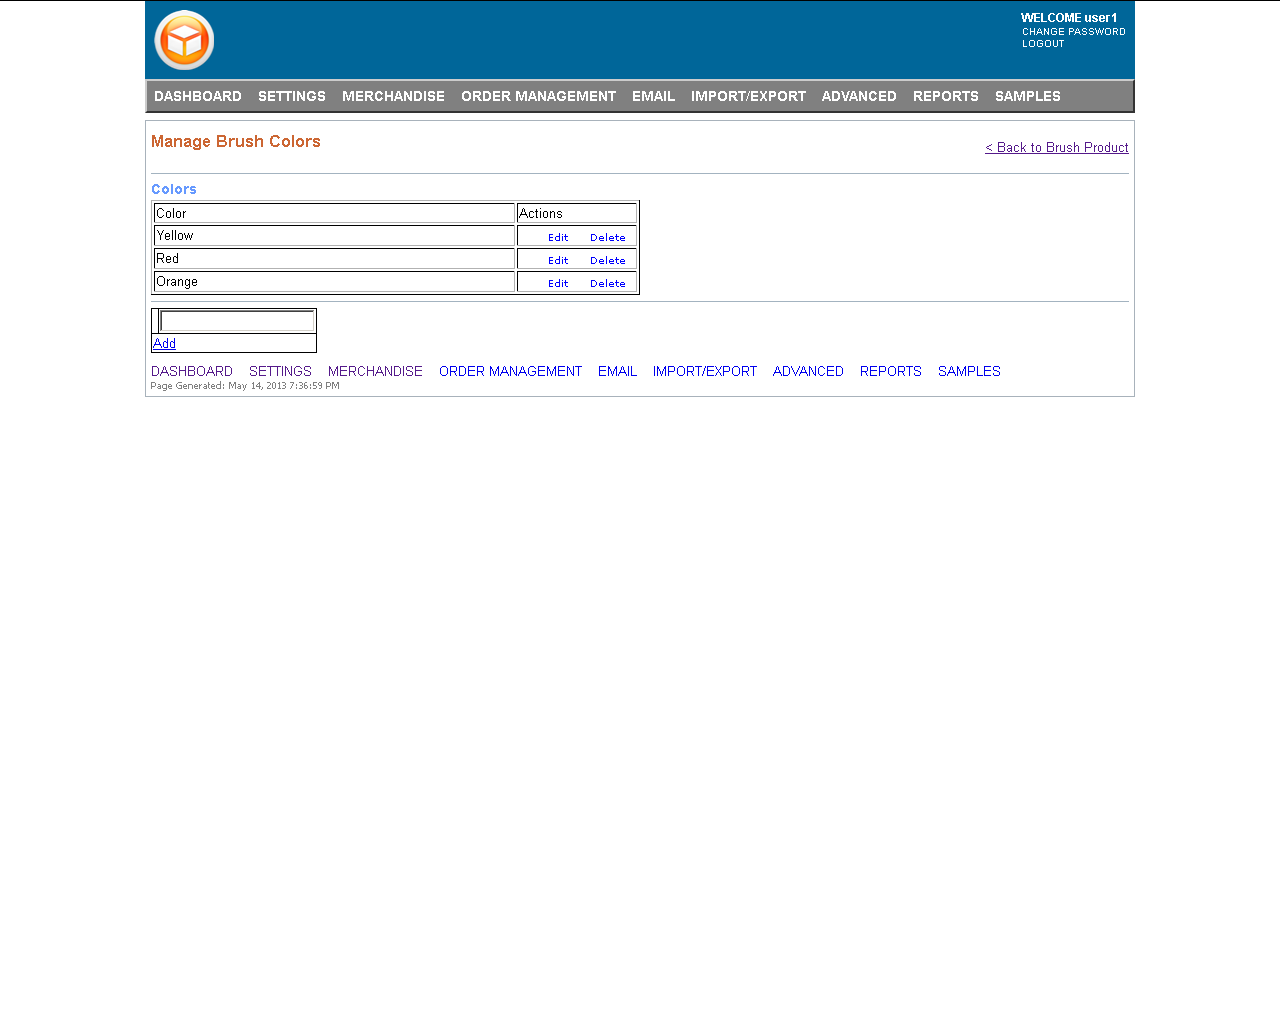 WELCOME user1
CHANGE PASSWORD
LOGOUT
DASHBOARD SETTINGS MERCHANDISE ORDER MANAGEMENT EMAIL IMPORT/EXPORT ADVANCED REPORTS SAMPLES
Manage Brush Colors
< Back to Brush Product
Colors
Color Actions
Yellow Edit Delete
Red Edit Delete
Orange Edit Delete
Add
DASHBOARD SETTINGS MERCHANDISE ORDER MANAGEMENT EMAIL IMPORT/EXPORT ADVANCED REPORTS SAMPLES
Page Generated: May 14, 2013 7:36:59 PM